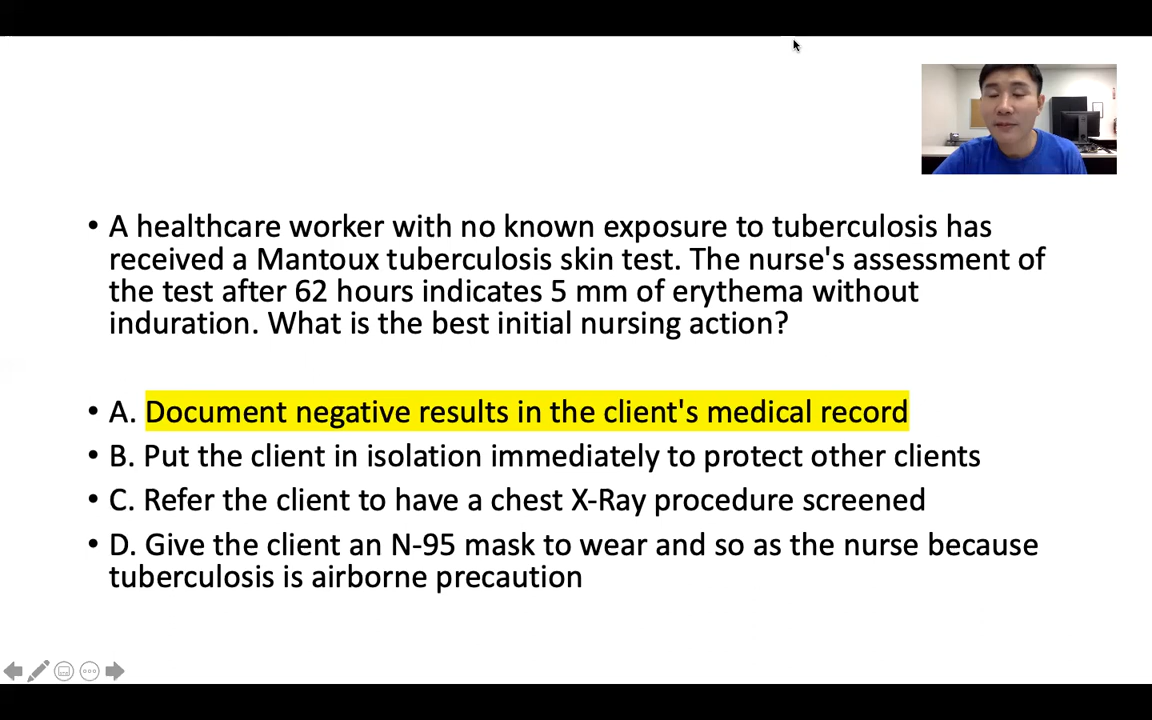 • A healthcare worker with no known exposure to tuberculosis has
received a Mantoux tuberculosis skin test. The nurse's assessment of
the test after 62 hours indicates 5 mm of erythema without
induration. What is the best initial nursing action?
• A. Document negative results in the client's medical record
• B. Put the client in isolation immediately to protect other clients
• C. Refer the client to have a chest X-Ray procedure screened
• D. Give the client an N-95 mask to wear and so as the nurse because
tuberculosis is airborne precaution